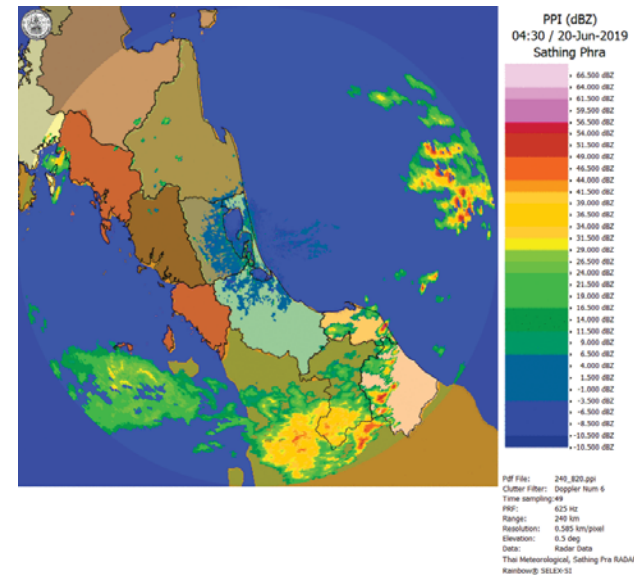 PPI (dBZ)
04:30 / 20-Jun-2019
Sathing Phra
66.500 dBZ
64.000 dBZ
61.500 dBZ
59.500 dBZ
56.500 dBZ
54.000 dBZ
51.500 dBZ
49.000 dBZ
46.500 dBZ
44.000 dBZ
41.500 dBZ
39.000 dBZ
36.500 dBZ
34.000 dBZ
31.500 dBZ
29.000 dBZ
26.500 dBZ
24.000 dBZ
21.500 dBZ
19.000 dBZ
16.500 dBZ
14.000 dBZ
11.500 dBZ
9.000 dBZ
6.500 dBZ
4.000 dBZ
1.500 dBZ
-1.000 dBZ
-3.500 dBZ
-6.500 dBZ
-8.500 dBZ
-10.500 dBZ
-10.500 dBZ
Pdf File: 240_820.ppi
Clutter Filter: Doppler Num 6
Time sampling:49
PRF: 625 Hz
Range: 240 km
Resolution: 0.585 km/pixel
Elevation: 0.5 deg
Data: Radar Data
Thai Meteorological, Sathing Pra RADAR
Rainbow® SELEX-SI